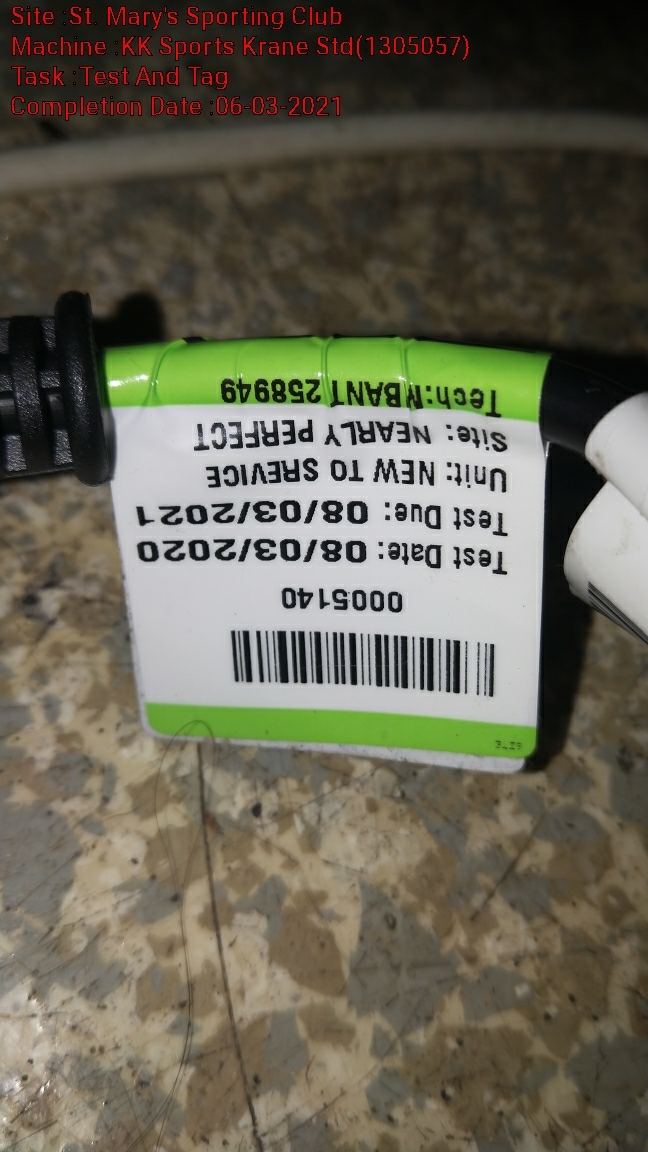 Site :St. Mary's Sporting Club
Machine :KK Sports Krane Std(1305057)
Task :Test And Tag
Completion Date :06-03-2021
0005140
Test Date: 08/03/2020
Test Due: 08/03/2021
Unit: NEW TO SREVICE
Site: NEARLY PERFECT
Tech: 258949